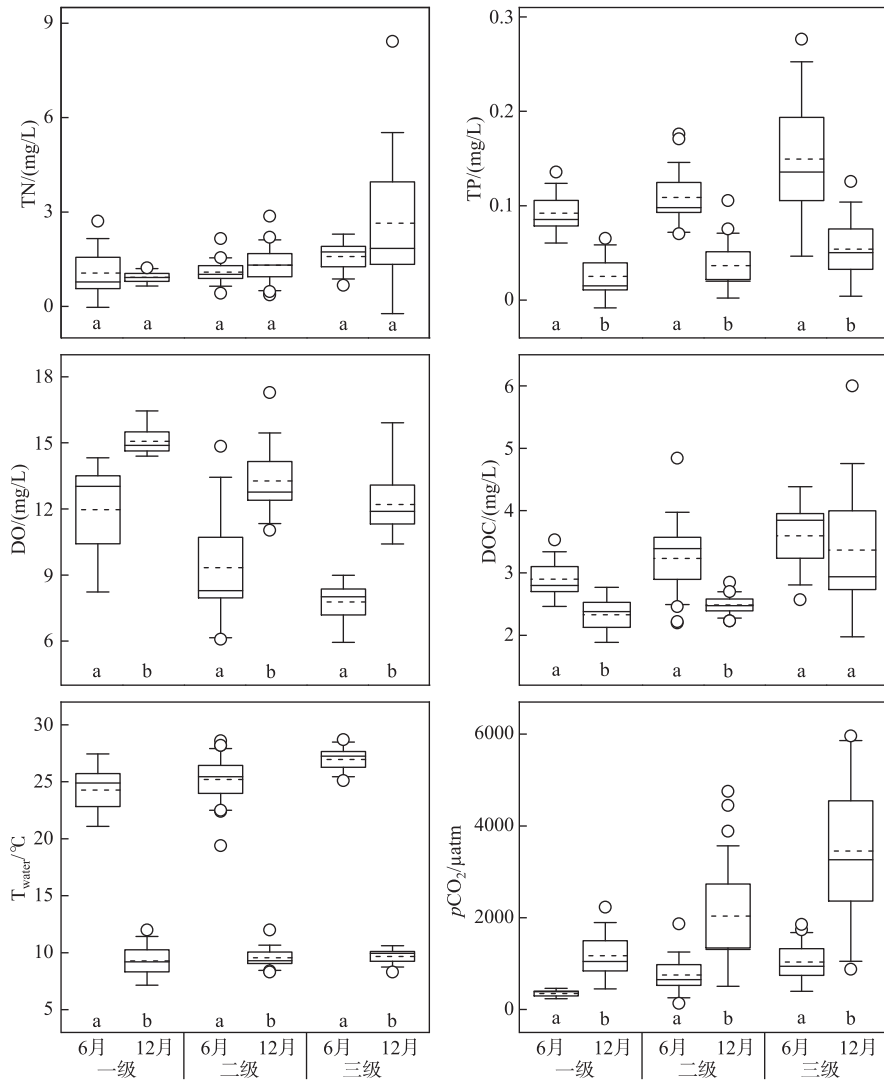 9
6
3
0
TN/(mg/L)
a a a a a a
0.3
0.2
0.1
0
TP/(mg/L)
a b a b a b
18
15
12
9
6
DO/(mg/L)
a b a b a b
6
5
4
3
2
DOC/(mg/L)
a b a b a a
30
25
20
15
10
5
Twater/℃
a b a b a b
6月 12月 6月 12月 6月 12月
一级 二级 三级
6000
4000
2000
0
pCO2/μatm
a b a b a b
6月 12月 6月 12月 6月 12月
一级 二级 三级